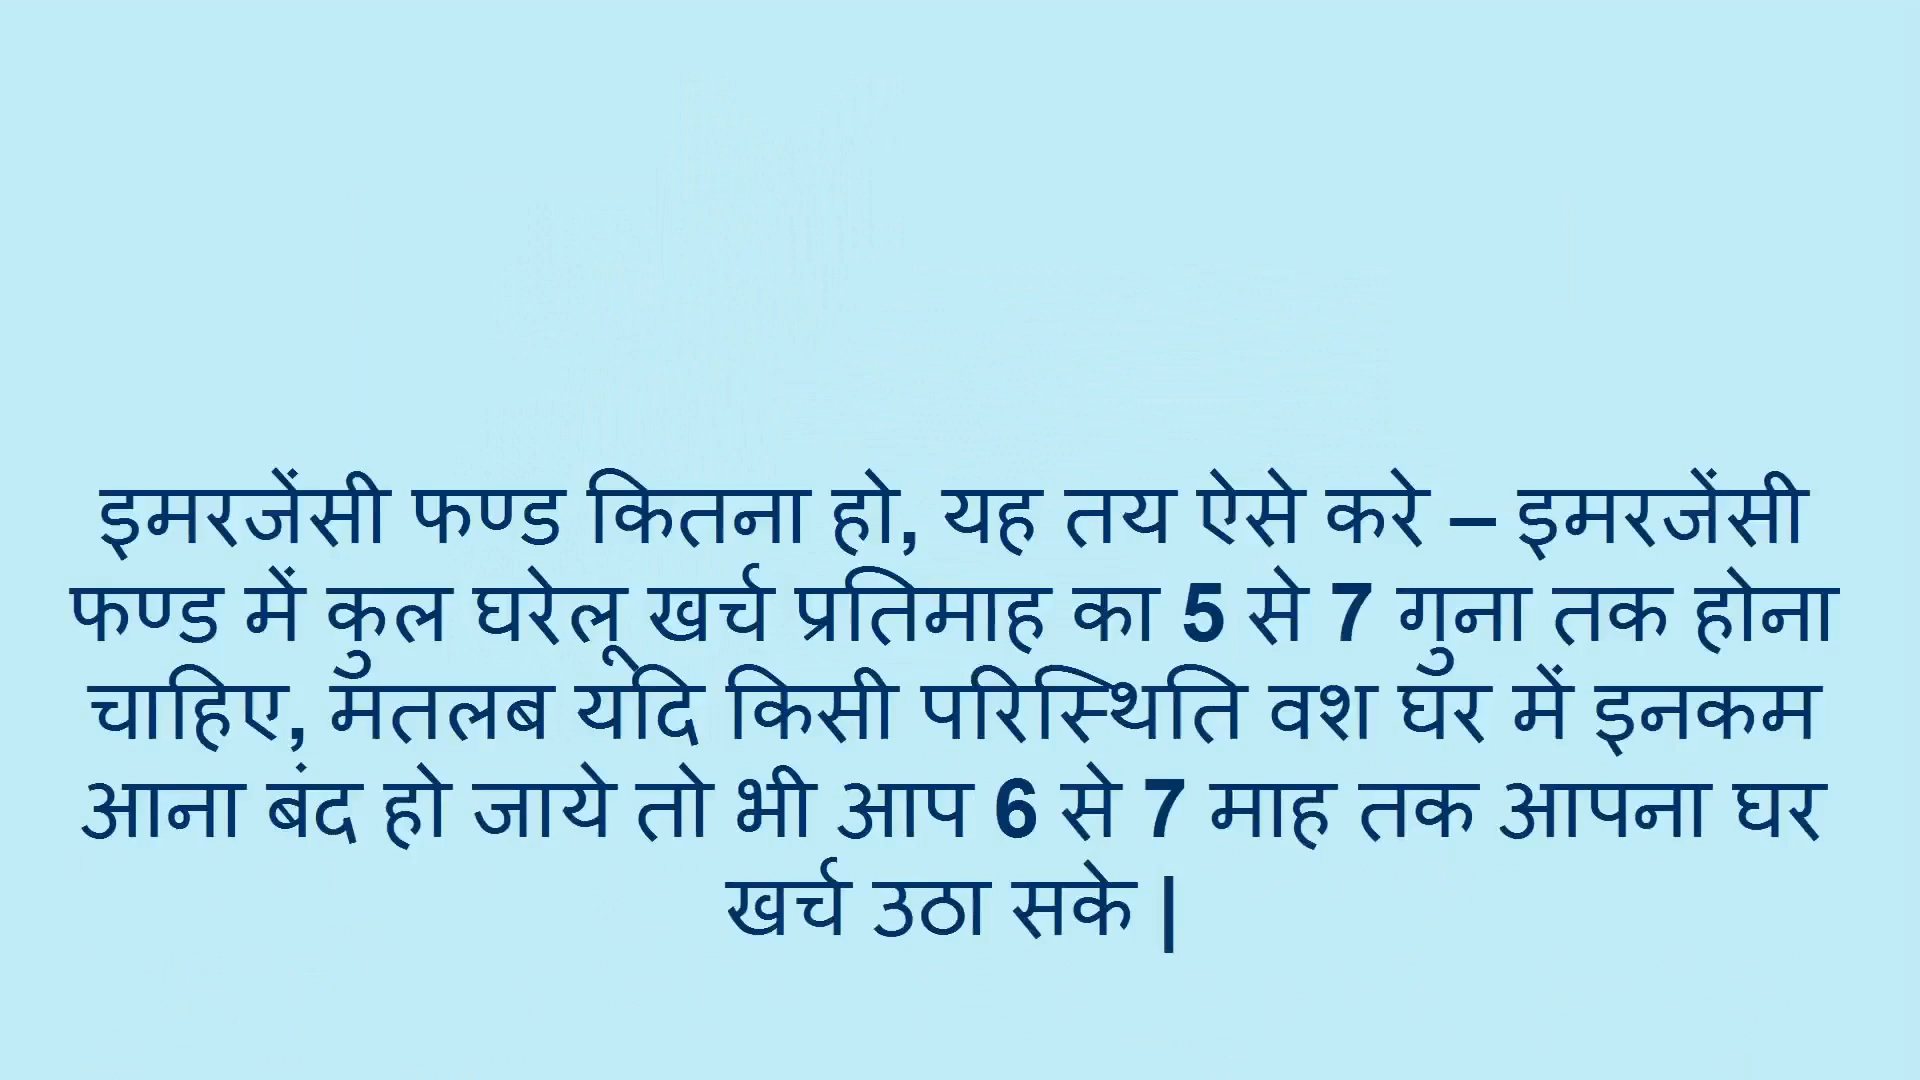 इमरजेंसी फण्ड कितना हो, यह तय ऐसे करे – इमरजेंसी
फण्ड में कुल घरेलू खर्च प्रतिमाह का 5 से 7 गुना तक होना
चाहिए, मतलब यदि किसी परिस्थिति वश घर में इनकम
आना बंद हो जाये तो भी आप 6 से 7 माह तक आपना घर
खर्च उठा सके |